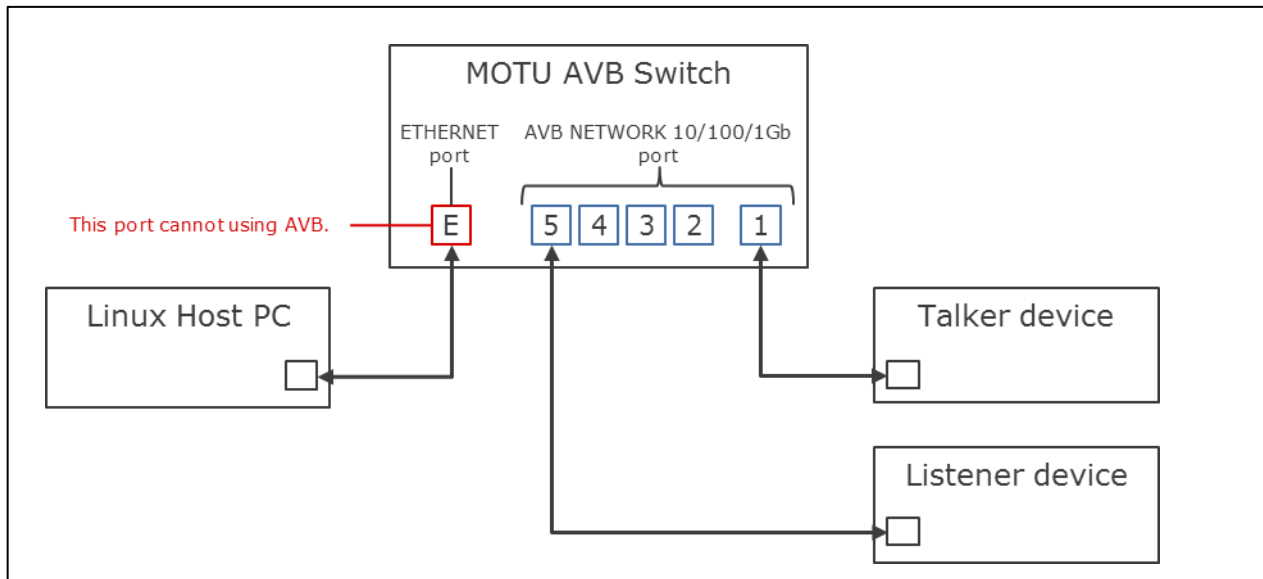 MOTU AVB Switch
ETHERNET
port
AVB NETWORK 10/100/1Gb
port
This port cannot using AVB.
E
5
4
3
2
1
Linux Host PC
Talker device
Listener device